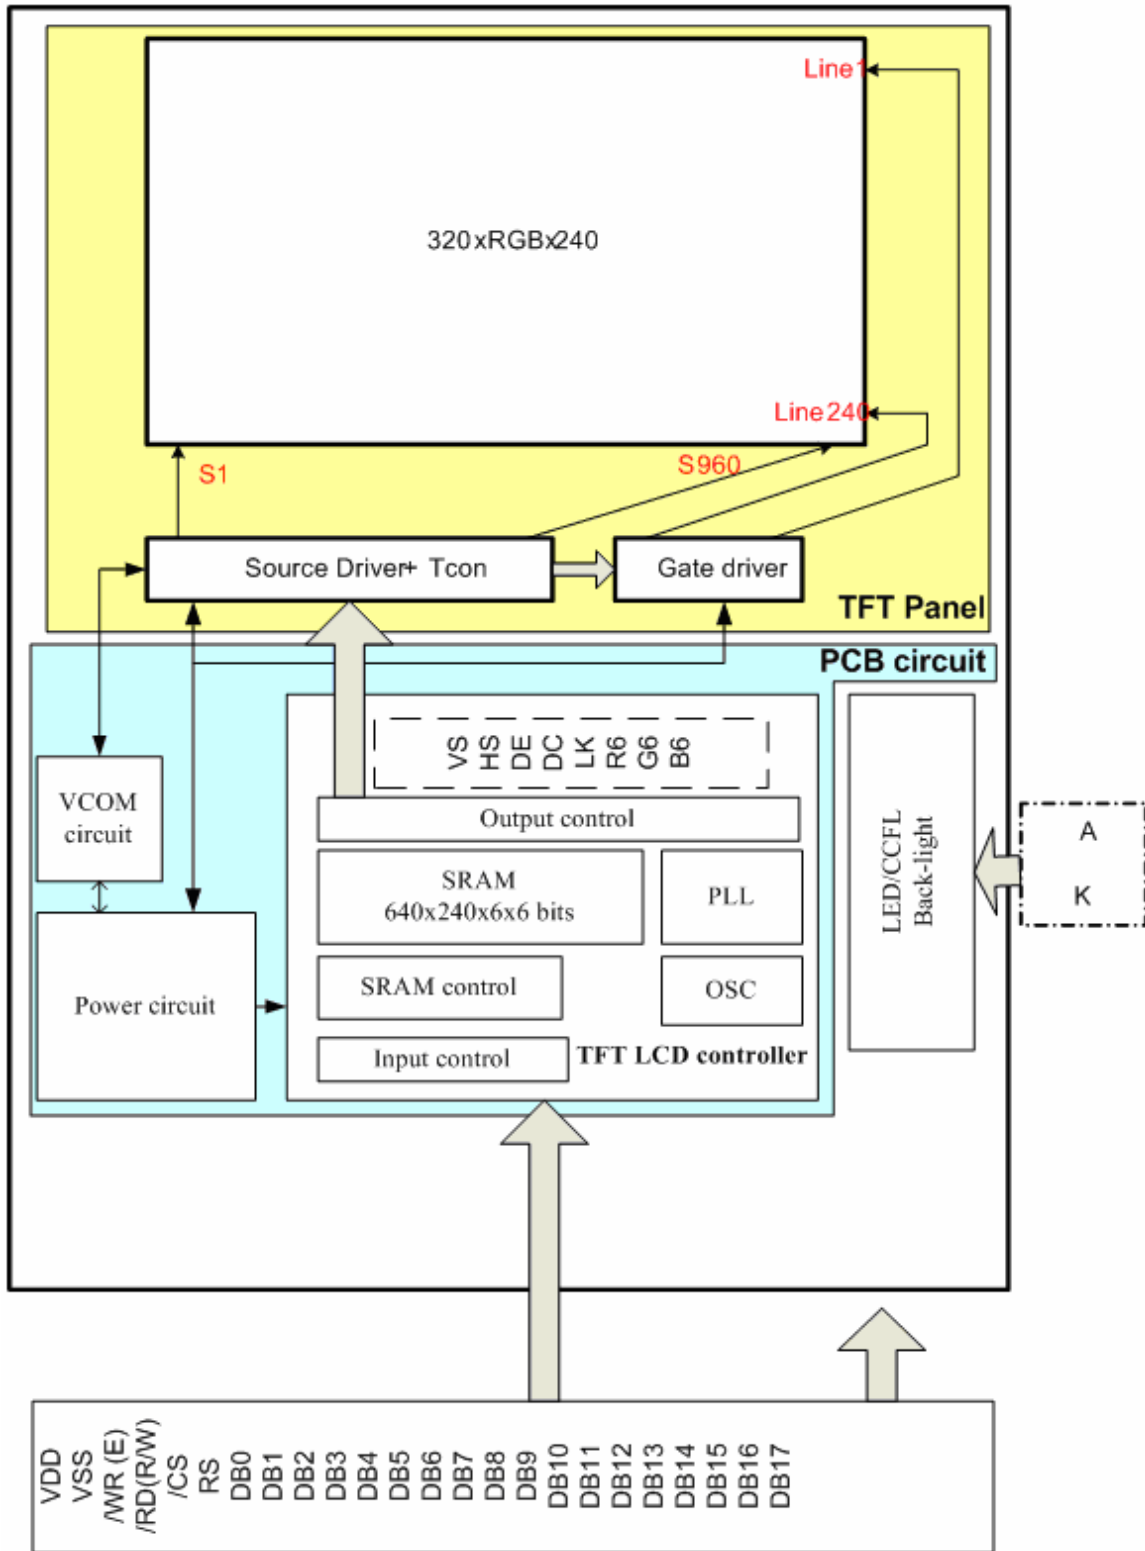 Line1
320xRGBx240
Line240
S1
S960
Source Driver+ Tcon
Gate driver
TFT Panel
PCB circuit
VS
HS
DE
DC
LK
R6
G6
B6
VCOM
circuit
Output control
SRAM
640x240x6x6 bits
PLL
LED/CCFL
Back-light
A
K
Power circuit
SRAM control
OSC
Input control
TFT LCD controller
VDD
VSS
/WR (E)
/RD(R/W)
/CS
RS
DB0
DB1
DB2
DB3
DB4
DB5
DB6
DB7
DB8
DB9
DB10
DB11
DB12
DB13
DB14
DB15
DB16
DB17